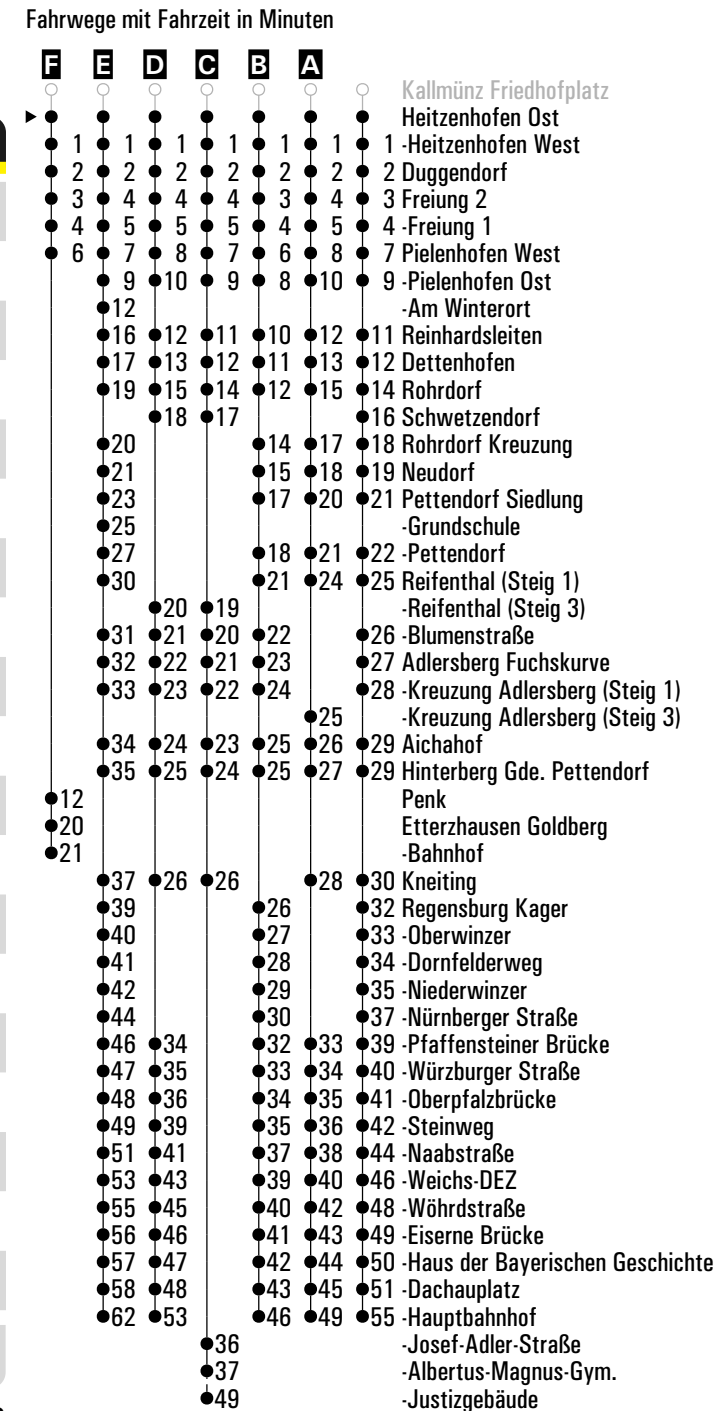 Fahrwege mit Fahrzeit in Minuten
F E D C B A
Kallmünz Friedhofplatz
Heitzenhofen Ost
1 1 1 1 1 1 1 -Heitzenhofen West
2 2 2 2 2 2 2 Duggendorf
3 4 4 4 3 4 3 Freiung 2
4 5 5 5 4 5 4 -Freiung 1
6 7 8 7 6 8 7 Pielenhofen West
9 10 9 8 10 9 -Pielenhofen Ost
12 -Am Winterort
16 12 11 10 12 11 Reinhardsleiten
17 13 12 11 13 12 Dettenhofen
19 15 14 12 15 14 Rohrdorf
18 17 16 Schwetzendorf
20 14 17 18 Rohrdorf Kreuzung
21 15 18 19 Neudorf
23 17 20 21 Pettendorf Siedlung
25 -Grundschule
27 18 21 22 -Pettendorf
30 21 24 25 Reifenthal (Steig 1)
20 19 -Reifenthal (Steig 3)
31 21 20 22 26 -Blumenstraße
32 22 21 23 27 Adlersberg Fuchskurve
33 23 22 24 28 -Kreuzung Adlersberg (Steig 1)
25 -Kreuzung Adlersberg (Steig 3)
34 24 23 25 26 29 Aichahof
35 25 24 25 27 29 Hinterberg Gde. Pettendorf
12 Penk
20 Etterzhausen Goldberg
21 -Bahnhof
37 26 26 28 30 Kneiting
39 26 32 Regensburg Kager
40 27 33 -Oberwinzer
41 28 34 -Dornfelderweg
42 29 35 -Niederwinzer
44 30 37 -Nürnberger Straße
46 34 32 33 39 -Pfaffensteiner Brücke
47 35 33 34 40 -Würzburger Straße
48 36 34 35 41 -Oberpfalzbrücke
49 39 35 36 42 -Steinweg
51 41 37 38 44 -Naabstraße
53 43 39 40 46 -Weichs-DEZ
55 45 40 42 48 -Wöhrdstraße
56 46 41 43 49 -Eiserne Brücke
57 47 42 44 50 -Haus der Bayerischen Geschichte
58 48 43 45 51 -Dachauplatz
62 53 46 49 55 -Hauptbahnhof
36 -Josef-Adler-Straße
37 -Albertus-Magnus-Gym.
49 -Justizgebäude